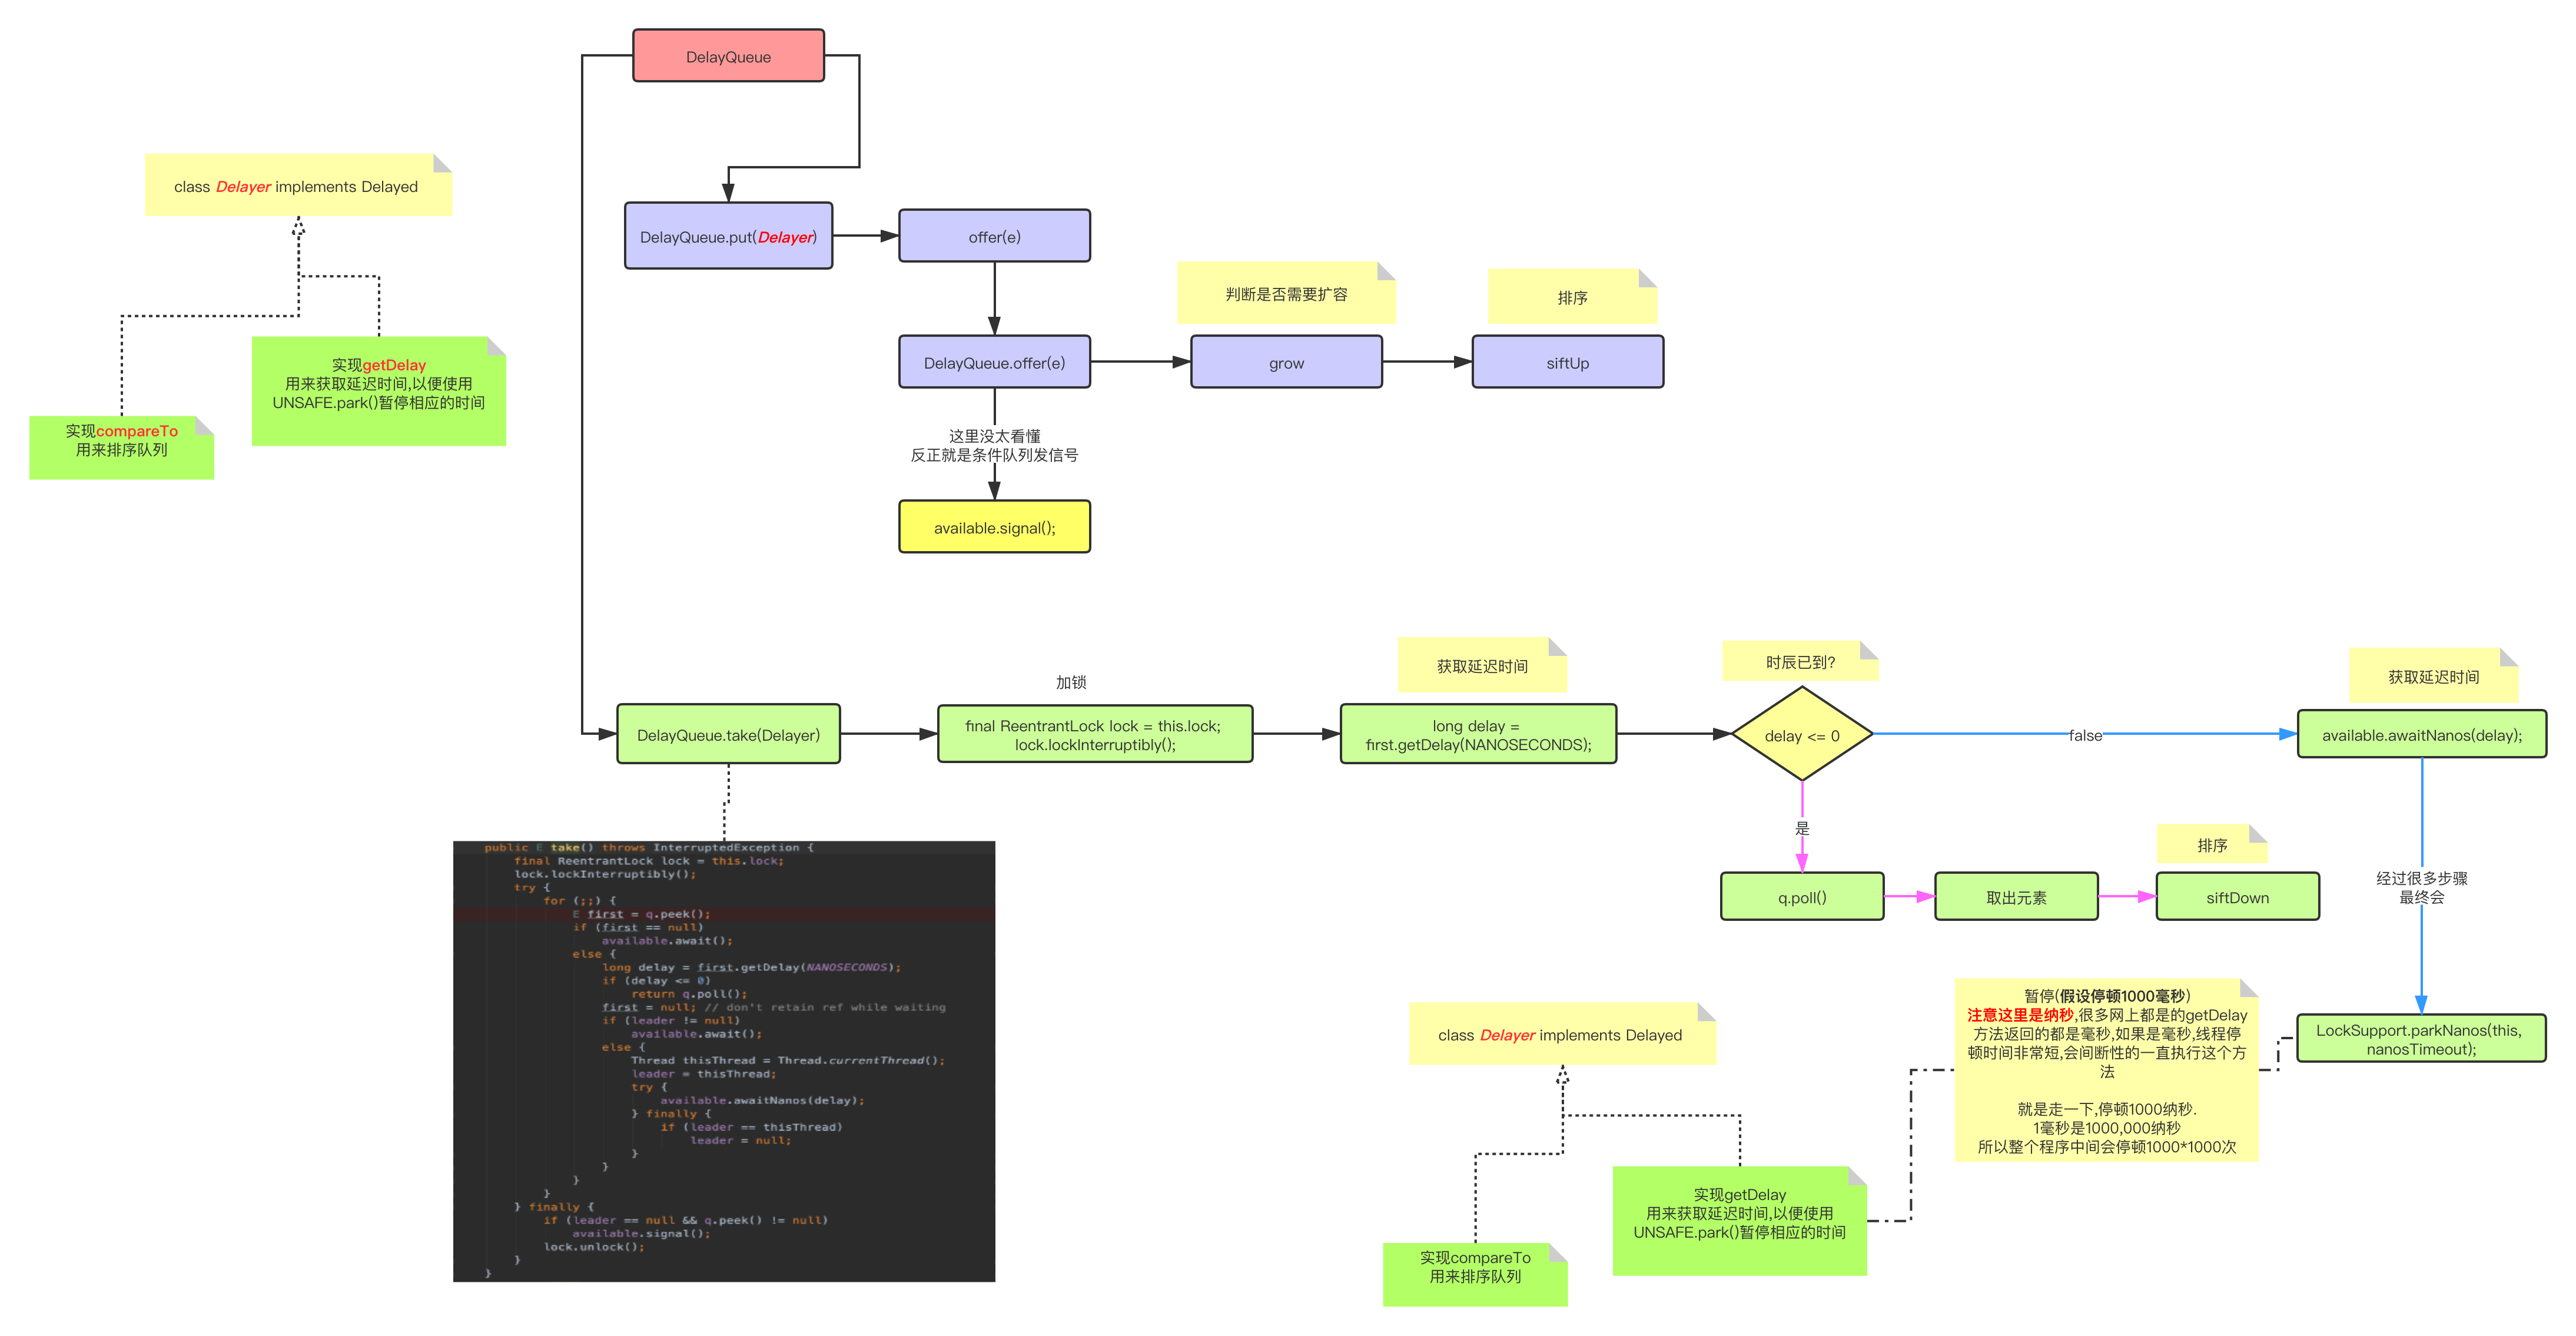 DelayQueue
class Delayer implements Delayed
DelayQueue.put(Delayer)
offer(e)
判断是否需要扩容
排序
实现getDelay
用来获取延迟时间,以便使用
UNSAFE.park()暂停相应的时间
DelayQueue.offer(e)
grow
siftUp
实现compareTo
用来排序队列
这里没太看懂
反正就是条件队列发信号
available.signal();
加锁
获取延迟时间
时辰已到?
获取延迟时间
DelayQueue.take(Delayer)
final ReentrantLock lock = this.lock;
lock.lockInterruptibly();
long delay =
first.getDelay(NANOSECONDS);
delay <= 0
false
available.awaitNanos(delay);
是
排序
q.poll()
取出元素
siftDown
经过很多步骤
最终会
public E take() throws InterruptedException {
final ReentrantLock lock = this.lock;
lock.lockInterruptibly();
try {
for (;;) {
E first = q.peek();
if (first == null)
available.await();
else {
long delay = first.getDelay(NANOSECONDS);
if (delay <= 0)
return q.poll();
first = null; // don't retain ref while waiting
if (leader != null)
available.await();
else {
Thread thisThread = Thread.currentThread();
leader = thisThread;
try {
available.awaitNanos(delay);
} finally {
if (leader == thisThread)
leader = null;
}
}
}
}
} finally {
if (leader == null && q.peek() != null)
available.signal();
lock.unlock();
}
}
暂停(假设停顿1000毫秒)
注意这里是纳秒,很多网上都是的getDelay
方法返回的都是毫秒,如果是毫秒,线程停
顿时间非常短,会间断性的一直执行这个方
法
就是走一下,停顿1000纳秒.
1毫秒是1000,000纳秒
所以整个程序中间会停顿1000*1000次
LockSupport.parkNanos(this,
nanosTimeout);
class Delayer implements Delayed
实现getDelay
用来获取延迟时间,以便使用
UNSAFE.park()暂停相应的时间
实现compareTo
用来排序队列